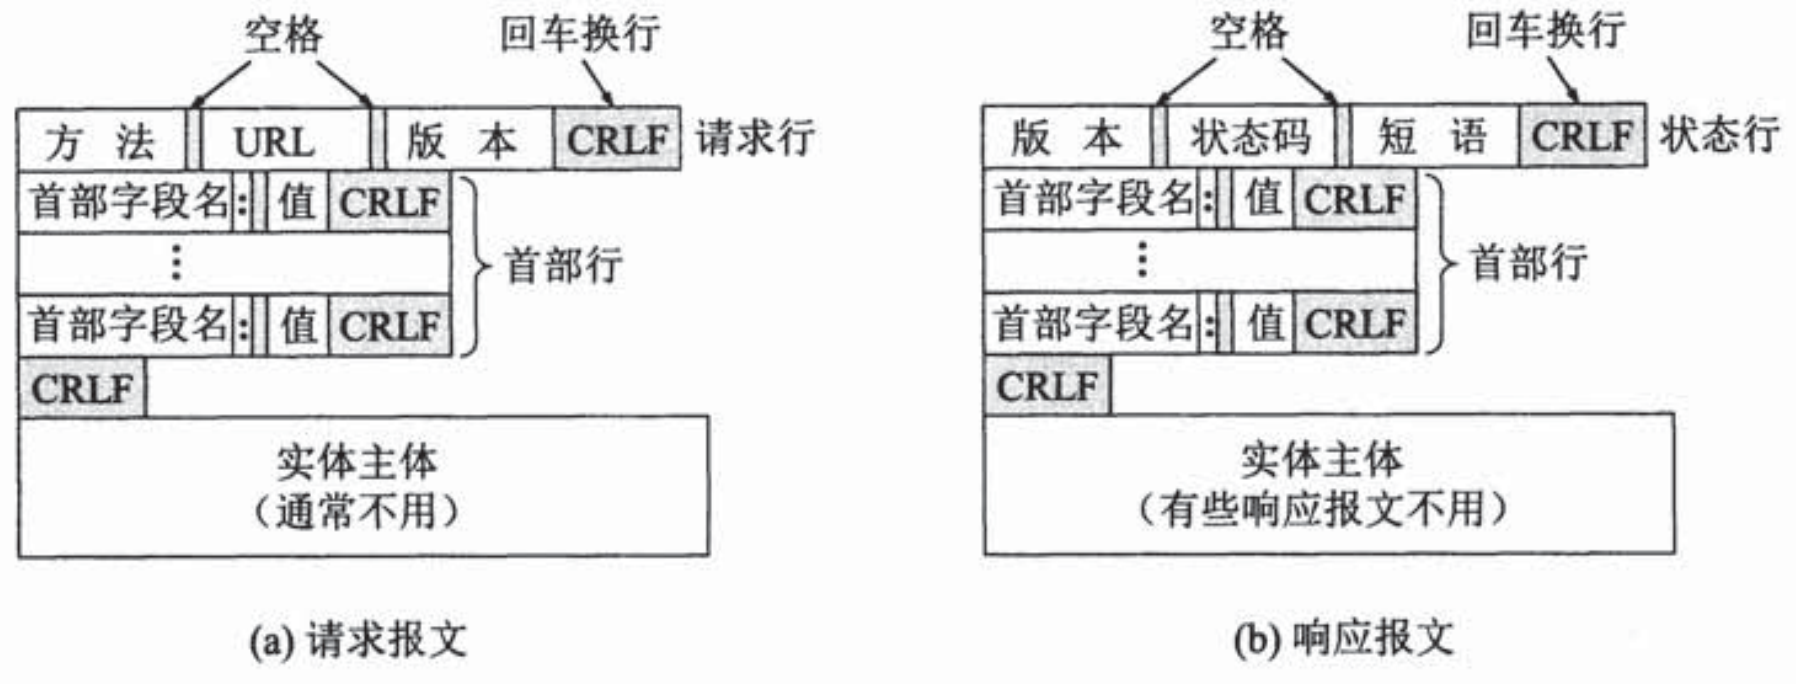 空格 回车换行
方法 URL 版本 CRLF 请求行
首部字段名: 值 CRLF
⋮
首部行
首部字段名: 值 CRLF
CRLF
实体主体
（通常不用）
(a) 请求报文
空格 回车换行
版本 状态码 短语 CRLF 状态行
首部字段名: 值 CRLF
⋮
首部行
首部字段名: 值 CRLF
CRLF
实体主体
（有些响应报文不用）
(b) 响应报文